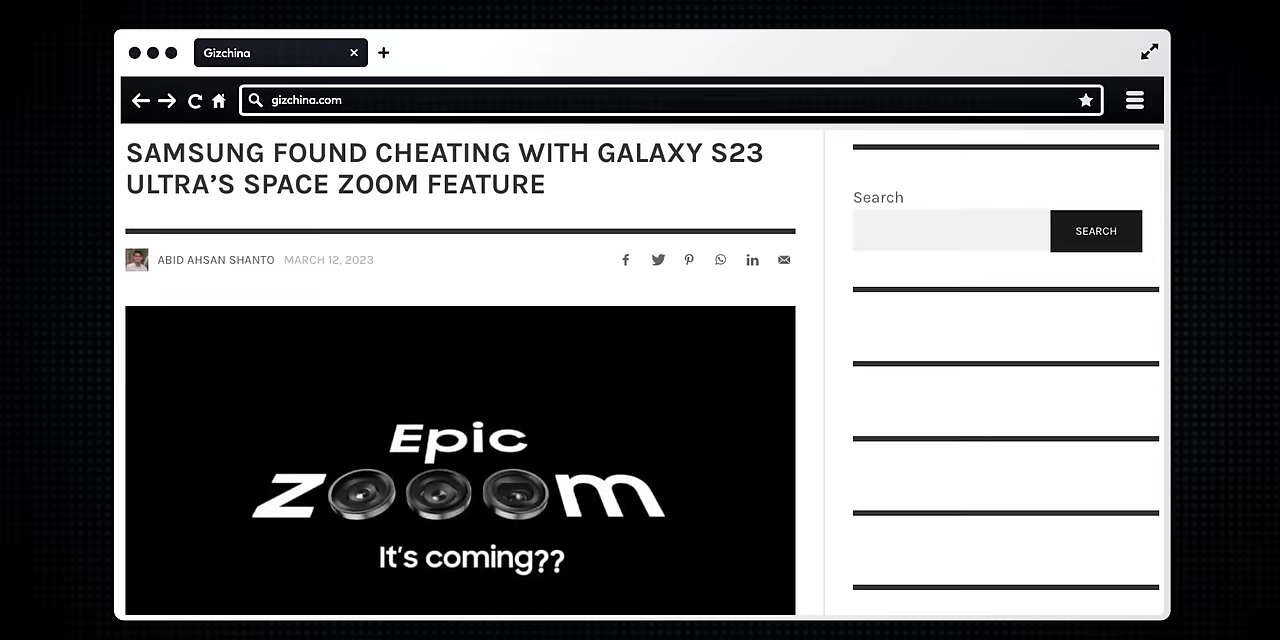 Gizchina
gizchina.com
SAMSUNG FOUND CHEATING WITH GALAXY S23
ULTRA’S SPACE ZOOM FEATURE
ABID AHSAN SHANTO MARCH 12, 2023
Search
SEARCH
Epic
zooom
It's coming??